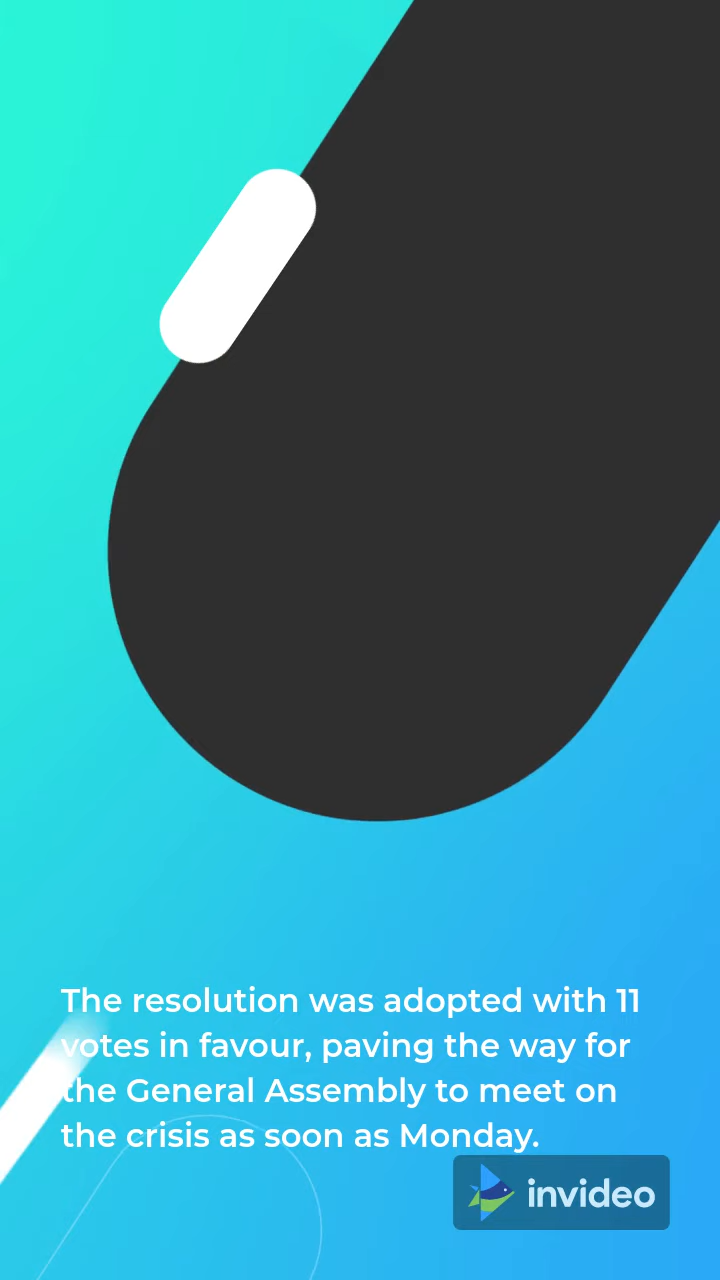 The resolution was adopted with 11
votes in favour, paving the way for
the General Assembly to meet on
the crisis as soon as Monday.
invideo